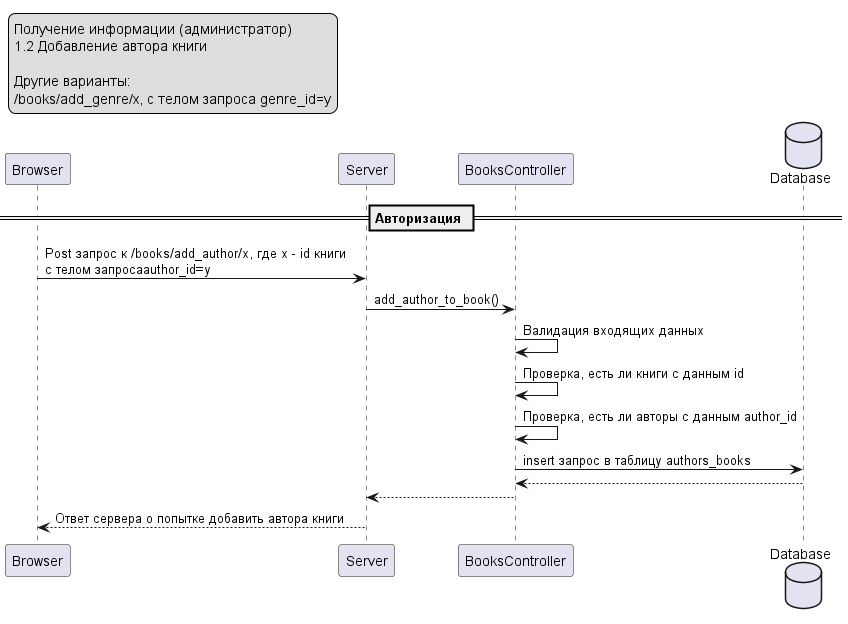 Получение информации (администратор)
1.2 Добавление автора книги
Другие варианты:
/books/add_genre/x, с телом запроса genre_id=y
Browser
Server
BooksController
Database
Авторизация
Post запрос к /books/add_author/x, где x - id книги
с телом запросаauthor_id=y
add_author_to_book()
Валидация входящих данных
Проверка, есть ли книги с данным id
Проверка, есть ли авторы с данным author_id
insert запрос в таблицу authors_books
Ответ сервера о попытке добавить автора книги
Browser
Server
BooksController
Database